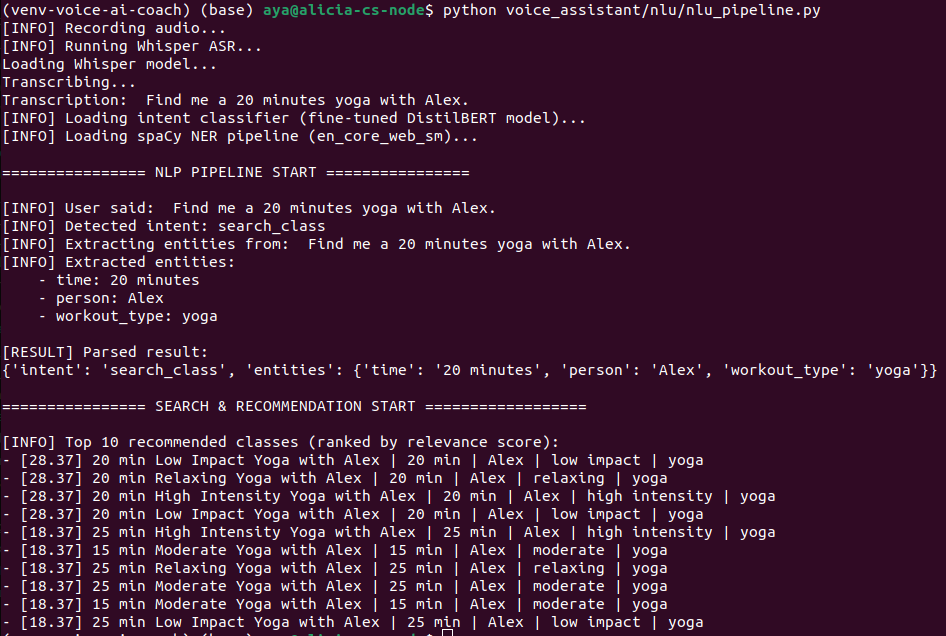 (venv-voice-ai-coach) (base) aya@alicia-cs-node$ python voice_assistant/nlu/nlu_pipeline.py
[INFO] Recording audio...
[INFO] Running Whisper ASR...
Loading Whisper model...
Transcribing...
Transcription:  Find me a 20 minutes yoga with Alex.
[INFO] Loading intent classifier (fine-tuned DistilBERT model)...
[INFO] Loading spaCy NER pipeline (en_core_web_sm)...
================ NLP PIPELINE START ================
[INFO] User said:  Find me a 20 minutes yoga with Alex.
[INFO] Detected intent: search_class
[INFO] Extracting entities from:  Find me a 20 minutes yoga with Alex.
[INFO] Extracted entities:
    - time: 20 minutes
    - person: Alex
    - workout_type: yoga
[RESULT] Parsed result:
{'intent': 'search_class', 'entities': {'time': '20 minutes', 'person': 'Alex', 'workout_type': 'yoga'}}
================ SEARCH & RECOMMENDATION START ==================
[INFO] Top 10 recommended classes (ranked by relevance score):
- [28.37] 20 min Low Impact Yoga with Alex | 20 min | Alex | low impact | yoga
- [28.37] 20 min Relaxing Yoga with Alex | 20 min | Alex | relaxing | yoga
- [28.37] 20 min High Intensity Yoga with Alex | 20 min | Alex | high intensity | yoga
- [28.37] 20 min Low Impact Yoga with Alex | 20 min | Alex | low impact | yoga
- [18.37] 25 min High Intensity Yoga with Alex | 25 min | Alex | high intensity | yoga
- [18.37] 15 min Moderate Yoga with Alex | 15 min | Alex | moderate | yoga
- [18.37] 25 min Relaxing Yoga with Alex | 25 min | Alex | relaxing | yoga
- [18.37] 25 min Moderate Yoga with Alex | 25 min | Alex | moderate | yoga
- [18.37] 15 min Moderate Yoga with Alex | 15 min | Alex | moderate | yoga
- [18.37] 25 min Low Impact Yoga with Alex | 25 min | Alex | low impact | yoga